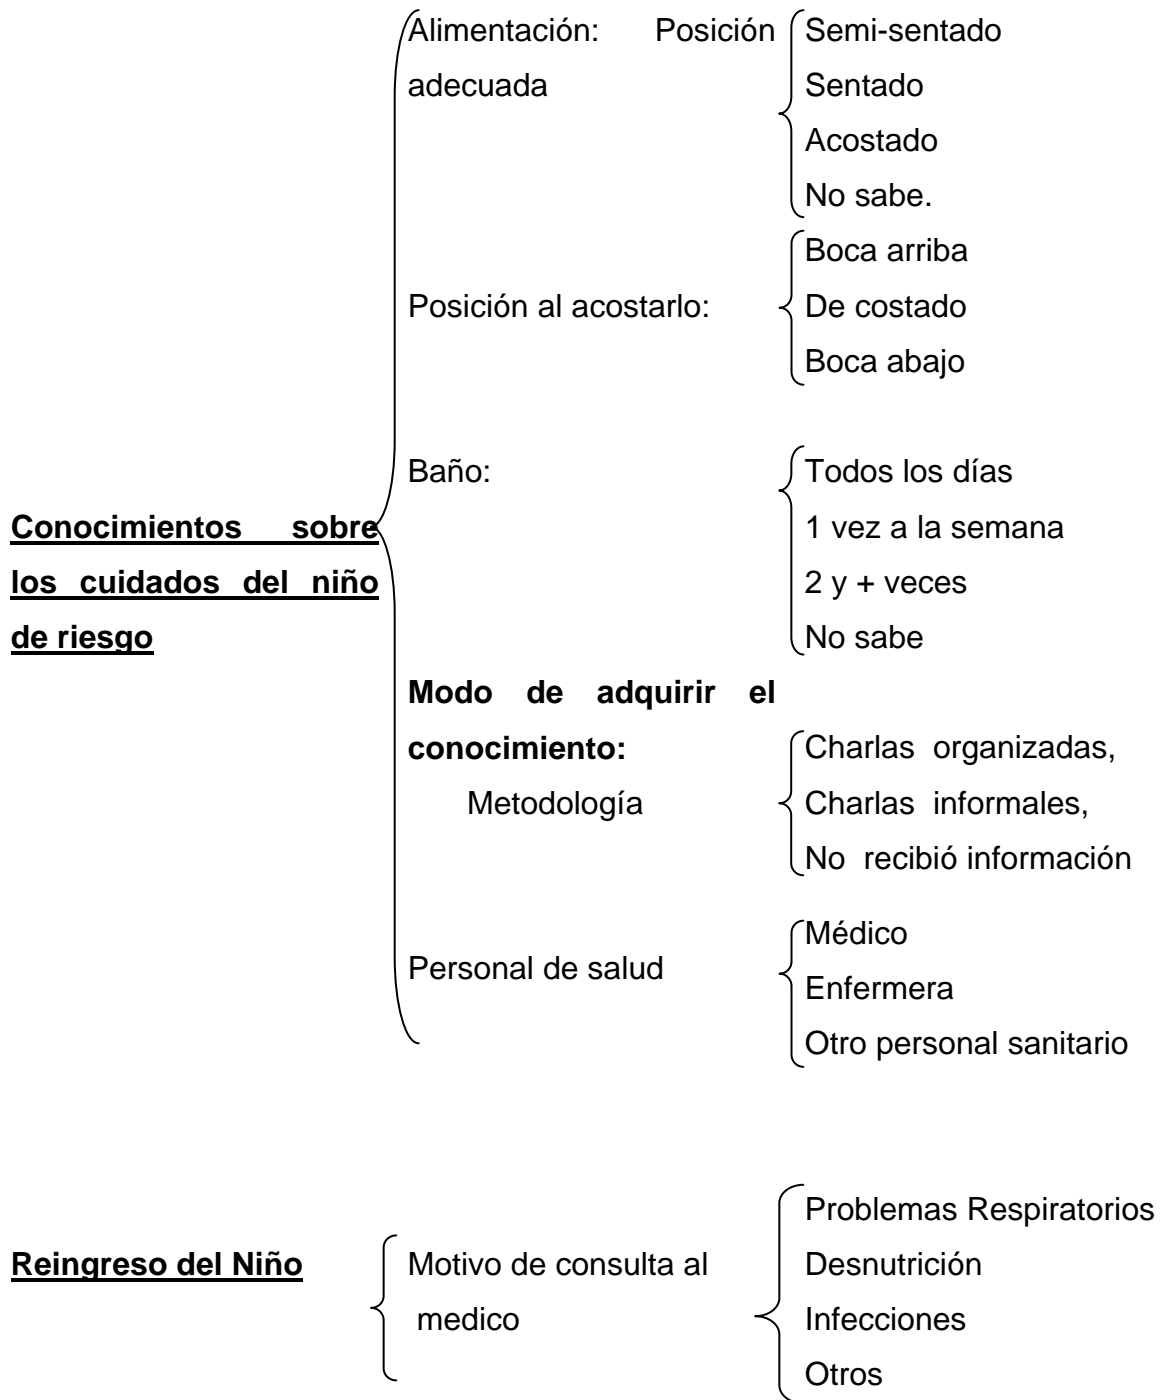 Conocimientos sobre
los cuidados del niño
de riesgo
Alimentación: Posición
adecuada
Semi-sentado
Sentado
Acostado
No sabe.
Posición al acostarlo:
Boca arriba
De costado
Boca abajo
Baño:
Todos los días
1 vez a la semana
2 y + veces
No sabe
Modo de adquirir el
conocimiento:
Metodología
Charlas organizadas,
Charlas informales,
No recibió información
Personal de salud
Médico
Enfermera
Otro personal sanitario
Reingreso del Niño
Motivo de consulta al
medico
Problemas Respiratorios
Desnutrición
Infecciones
Otros